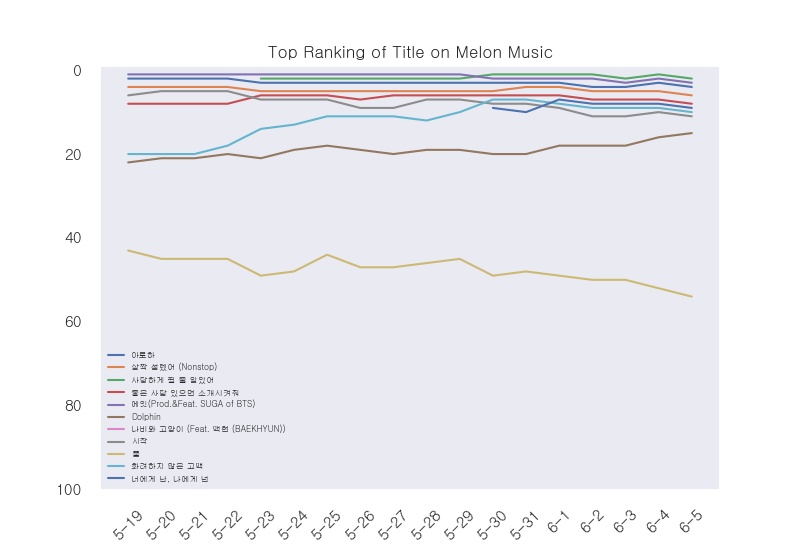 Top Ranking of Title on Melon Music
0
20
40
60
80
100
아로하
살짝 설렜어 (Nonstop)
사랑하게 될 줄 알았어
좋은 사람 있으면 소개시켜줘
에잇(Prod.&Feat. SUGA of BTS)
Dolphin
나비와 고양이 (Feat. 백현 (BAEKHYUN))
시작
화려하지 않은 고백
너에게 난, 나에게 넌
5-19 5-20 5-21 5-22 5-23 5-24 5-25 5-26 5-27 5-28 5-29 5-30 5-31 6-1 6-2 6-3 6-4 6-5